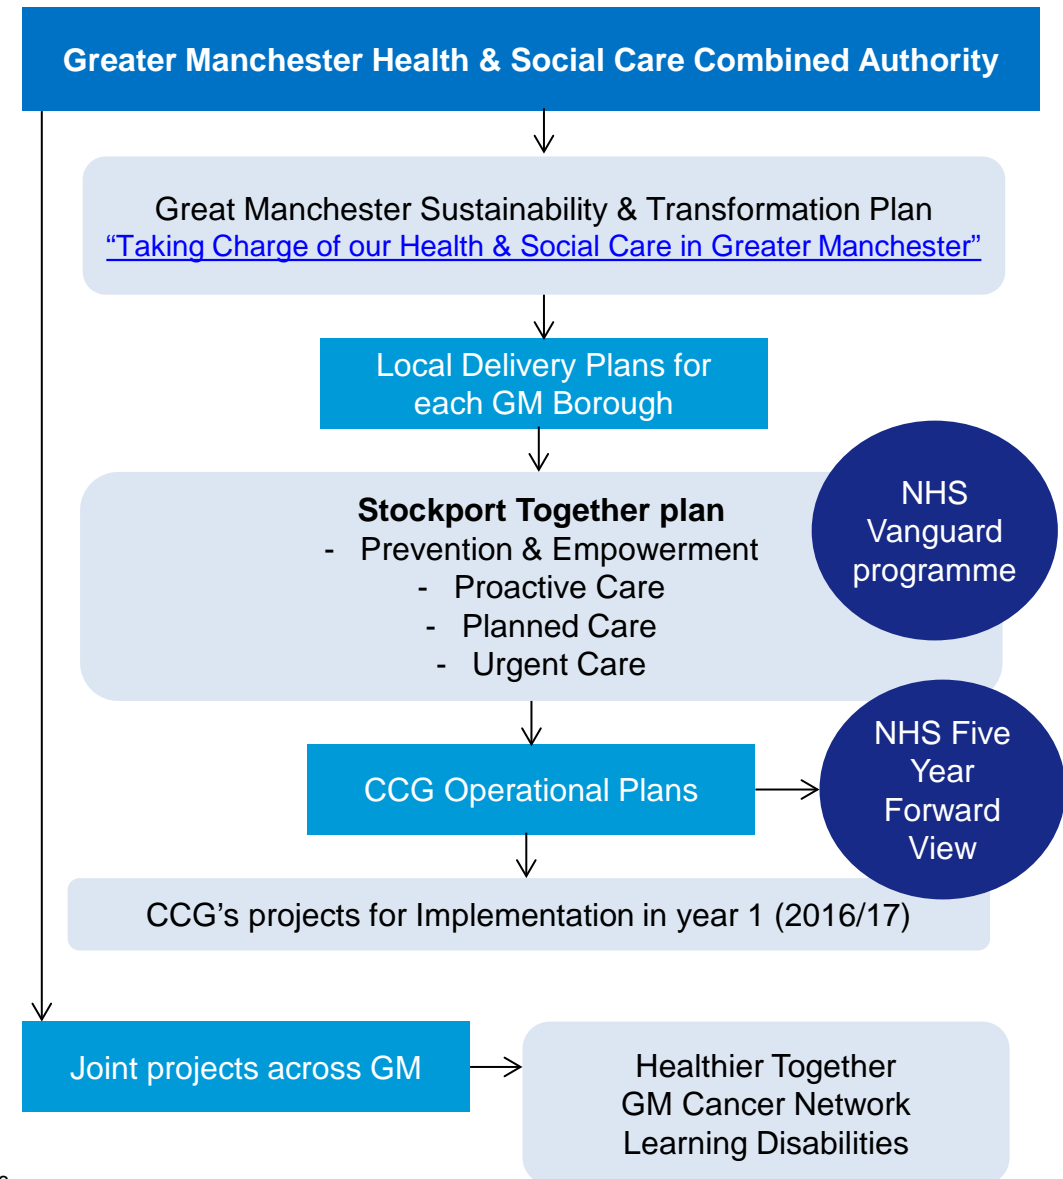 Greater Manchester Health & Social Care Combined Authority
Great Manchester Sustainability & Transformation Plan
“Taking Charge of our Health & Social Care in Greater Manchester”
Local Delivery Plans for
each GM Borough
Stockport Together plan
- Prevention & Empowerment
- Proactive Care
- Planned Care
- Urgent Care
NHS
Vanguard
programme
CCG Operational Plans
NHS Five
Year
Forward
View
CCG’s projects for Implementation in year 1 (2016/17)
Joint projects across GM
Healthier Together
GM Cancer Network
Learning Disabilities